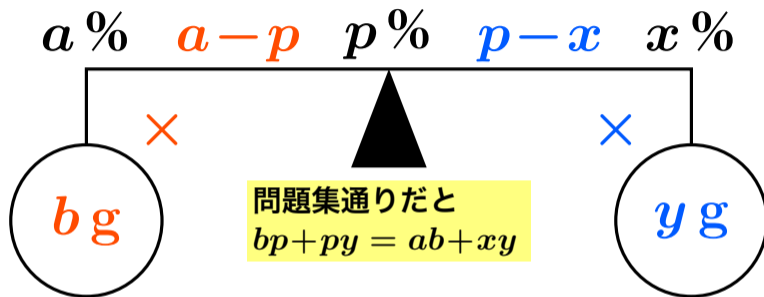 a% a−p p% p−x x%
× ×
b g y g
問題集通りだと
bp+py = ab+xy